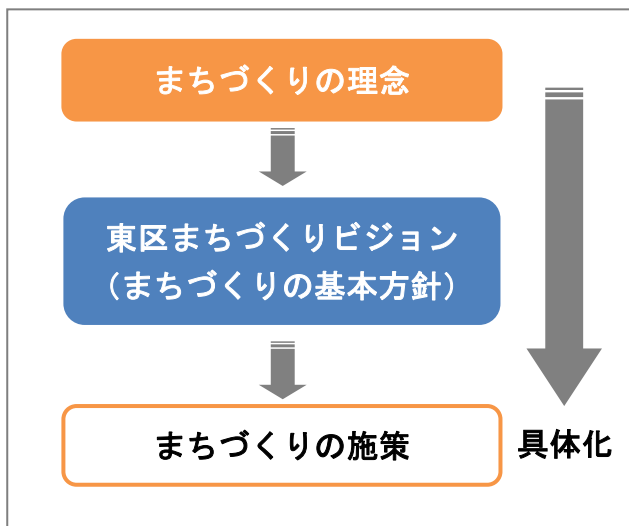 まちづくりの理念
東区まちづくりビジョン
（まちづくりの基本方針）
まちづくりの施策
具体化